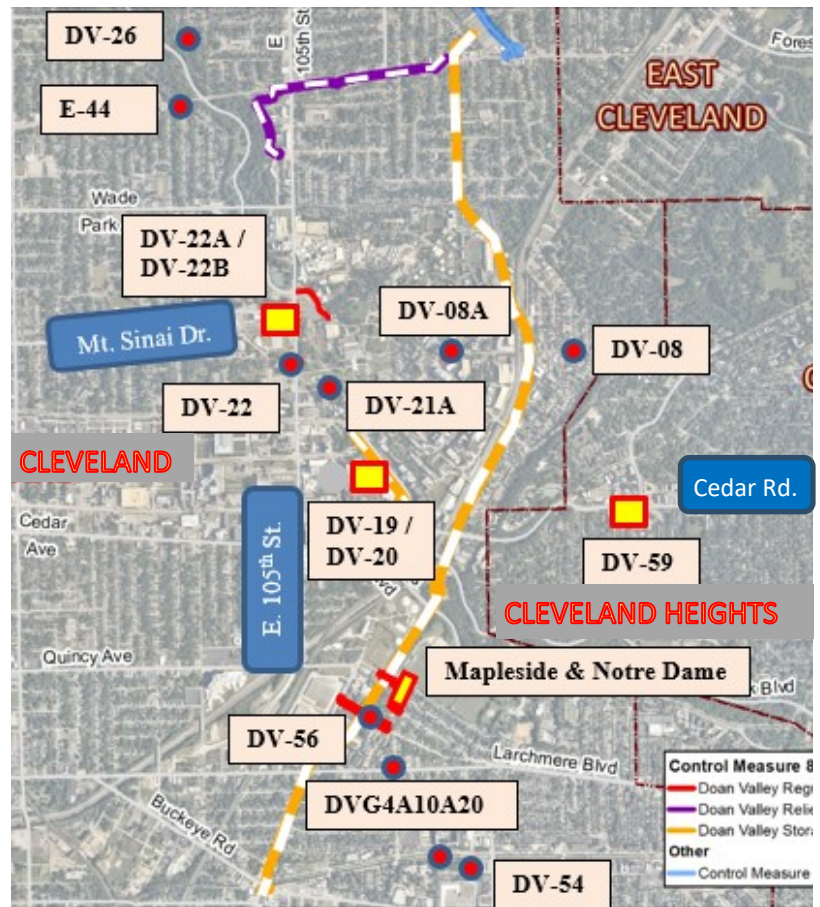 DV-26
E
105th St
Fores
E-44
EAST
CLEVELAND
Wade
Park
DV-22A /
DV-22B
Mt. Sinai Dr.
DV-08A
DV-08
DV-22
DV-21A
CLEVELAND
Cedar Rd.
Cedar
Ave
DV-19 /
DV-20
vd
E. 105th St.
DV-59
CLEVELAND HEIGHTS
Quincy Ave
Mapleside & Notre Dame
k Blvd
DV-56
Larchmere Blvd
DVG4A10A20
Buckeye Rd
Control Measure 8
Doan Valley Regu
Doan Valley Relie
Doan Valley Stora
Other
Control Measure
DV-54